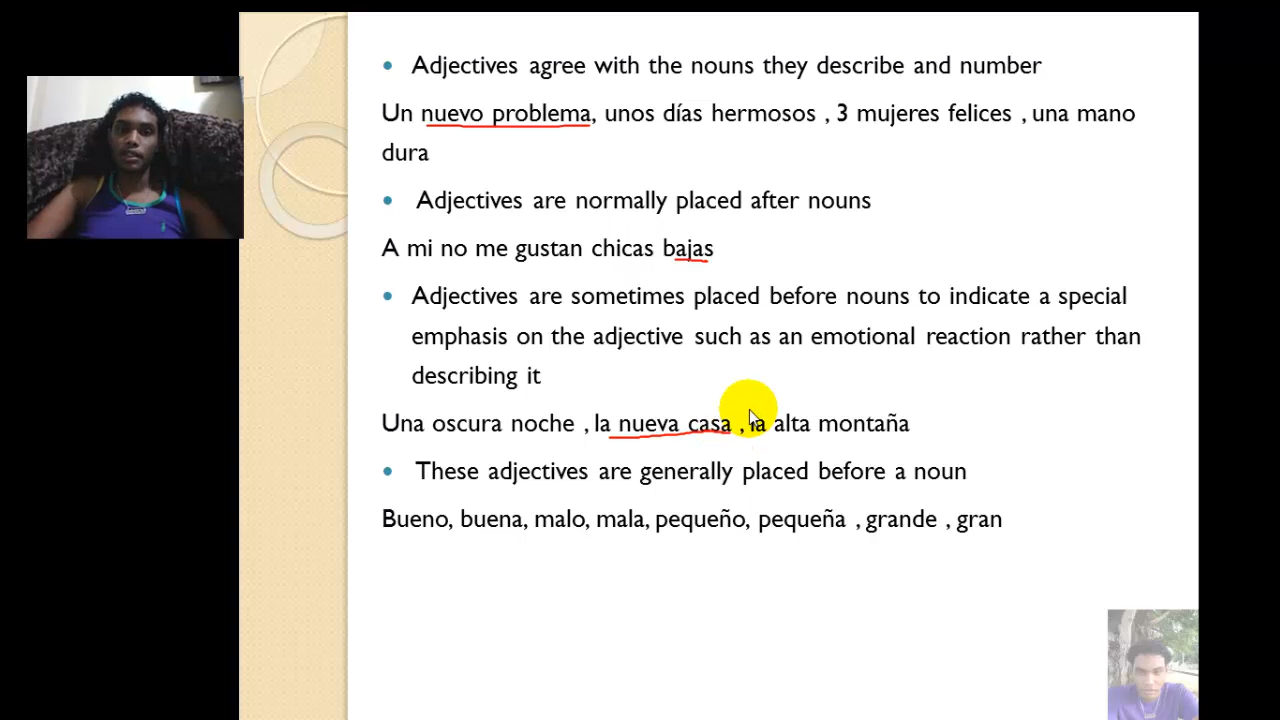 Adjectives agree with the nouns they describe and number
Un nuevo problema, unos días hermosos , 3 mujeres felices , una mano
dura
Adjectives are normally placed after nouns
A mi no me gustan chicas bajas
Adjectives are sometimes placed before nouns to indicate a special
emphasis on the adjective such as an emotional reaction rather than
describing it
Una oscura noche , la nueva casa , la alta montaña
These adjectives are generally placed before a noun
Bueno, buena, malo, mala, pequeño, pequeña , grande , gran